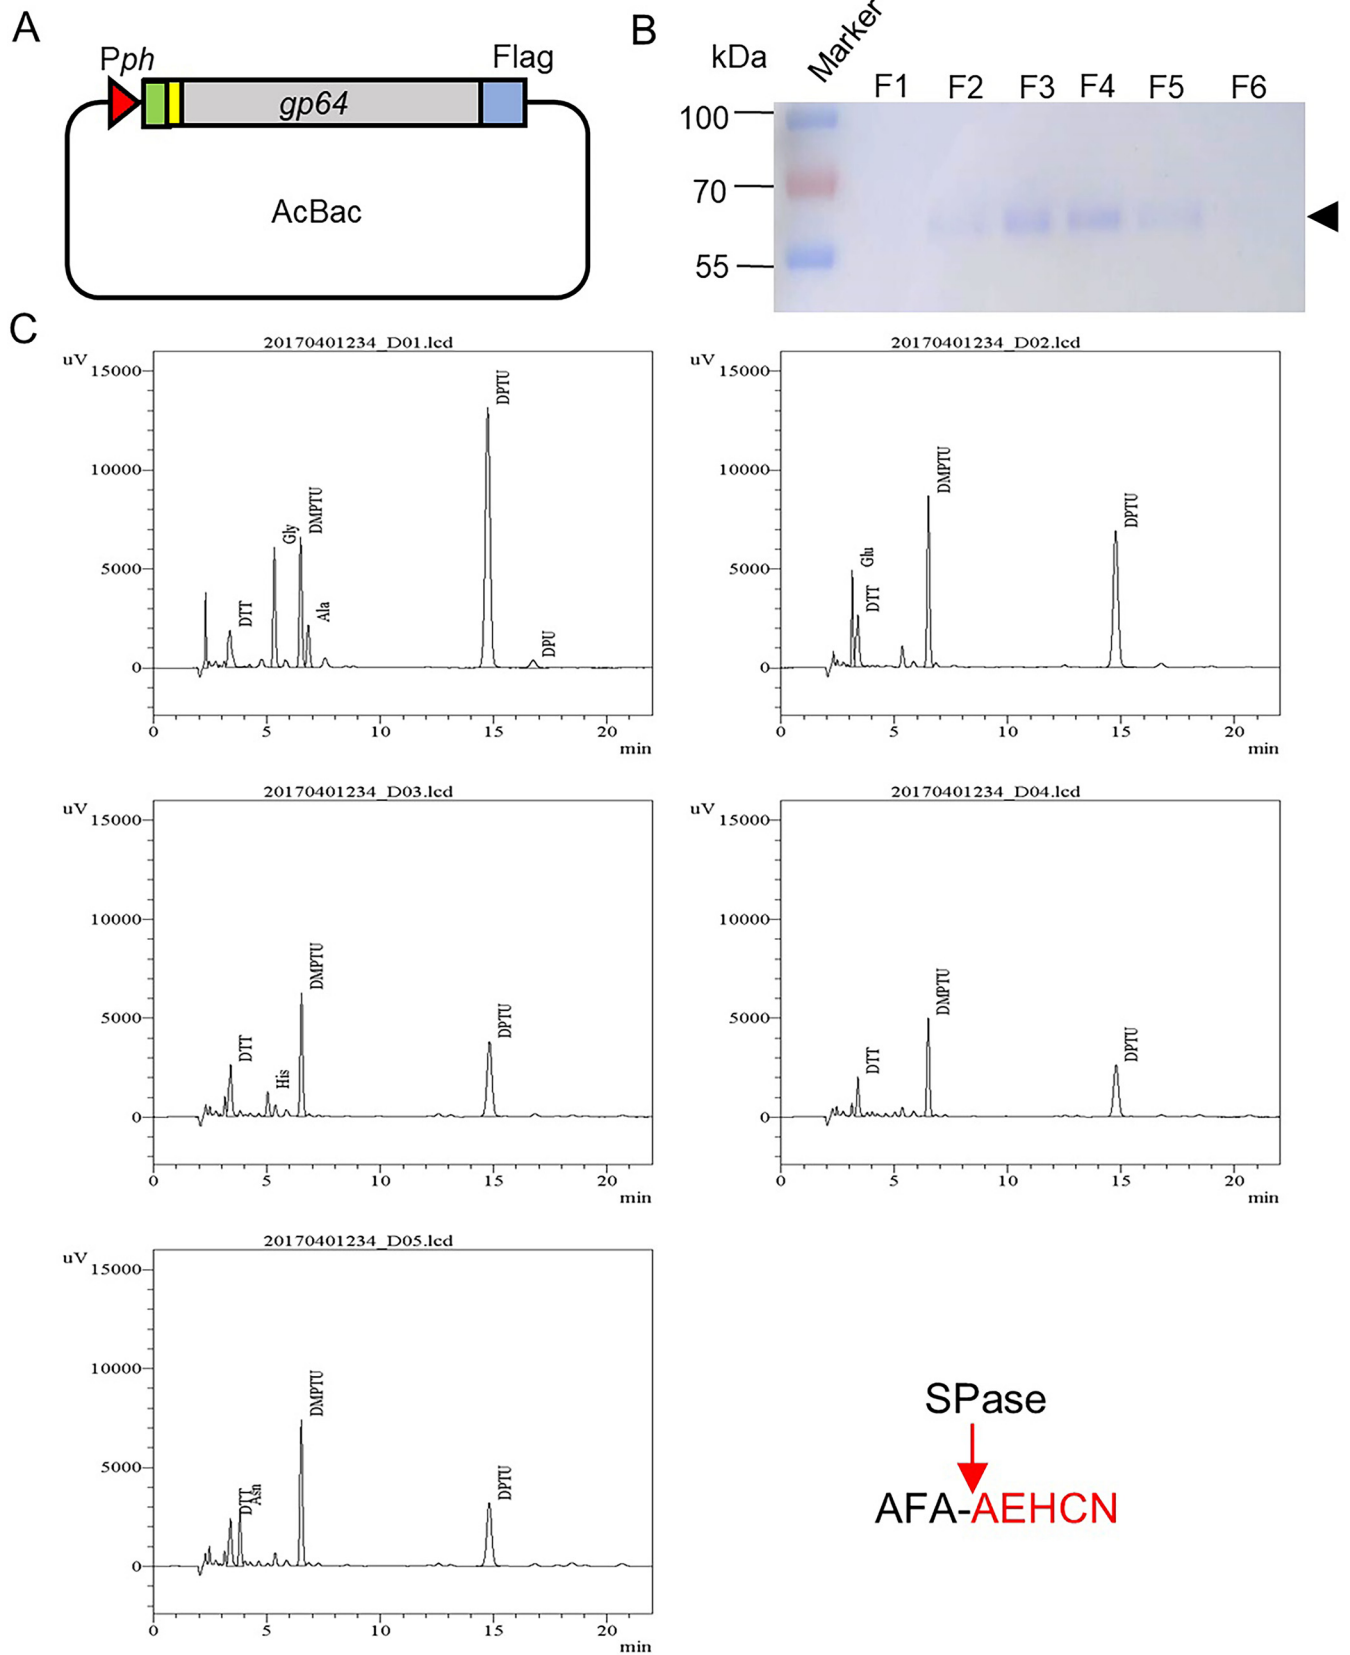 A
Pph
Flag
gp64
AcBac
B
kDa
Marker
F1 F2 F3 F4 F5 F6
100
70
55
C
20170401234_D01.lcd
uV
15000
10000
5000
0
DTT
Gly
DMPTU
Ala
DPTU
DPU
0 5 10 15 20
min
20170401234_D02.lcd
uV
15000
10000
5000
0
Glu
DTT
DMPTU
DPTU
0 5 10 15 20
min
20170401234_D03.lcd
uV
15000
10000
5000
0
DTT
His
DMPTU
DPTU
0 5 10 15 20
min
20170401234_D04.lcd
uV
15000
10000
5000
0
DTT
DMPTU
DPTU
0 5 10 15 20
min
20170401234_D05.lcd
uV
15000
10000
5000
0
DTT
Asn
DMPTU
DPTU
0 5 10 15 20
min
SPase
AFA-AEHCN